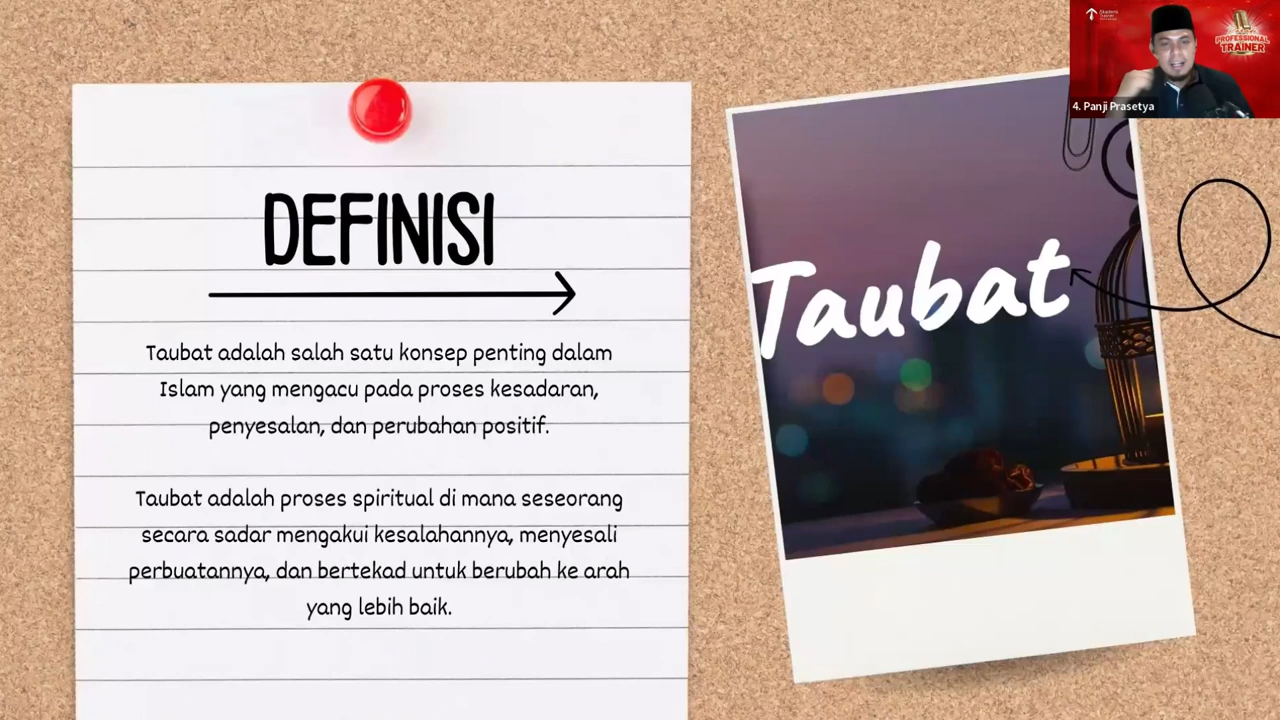 DEFINISI
Taubat adalah salah satu konsep penting dalam
Islam yang mengacu pada proses kesadaran,
penyesalan, dan perubahan positif.
Taubat adalah proses spiritual di mana seseorang
secara sadar mengakui kesalahannya, menyesali
perbuatannya, dan bertekad untuk berubah ke arah
yang lebih baik.
Taubat
Akademi
Trainer
PROFESSIONAL
TRAINER
4. Panji Prasetya